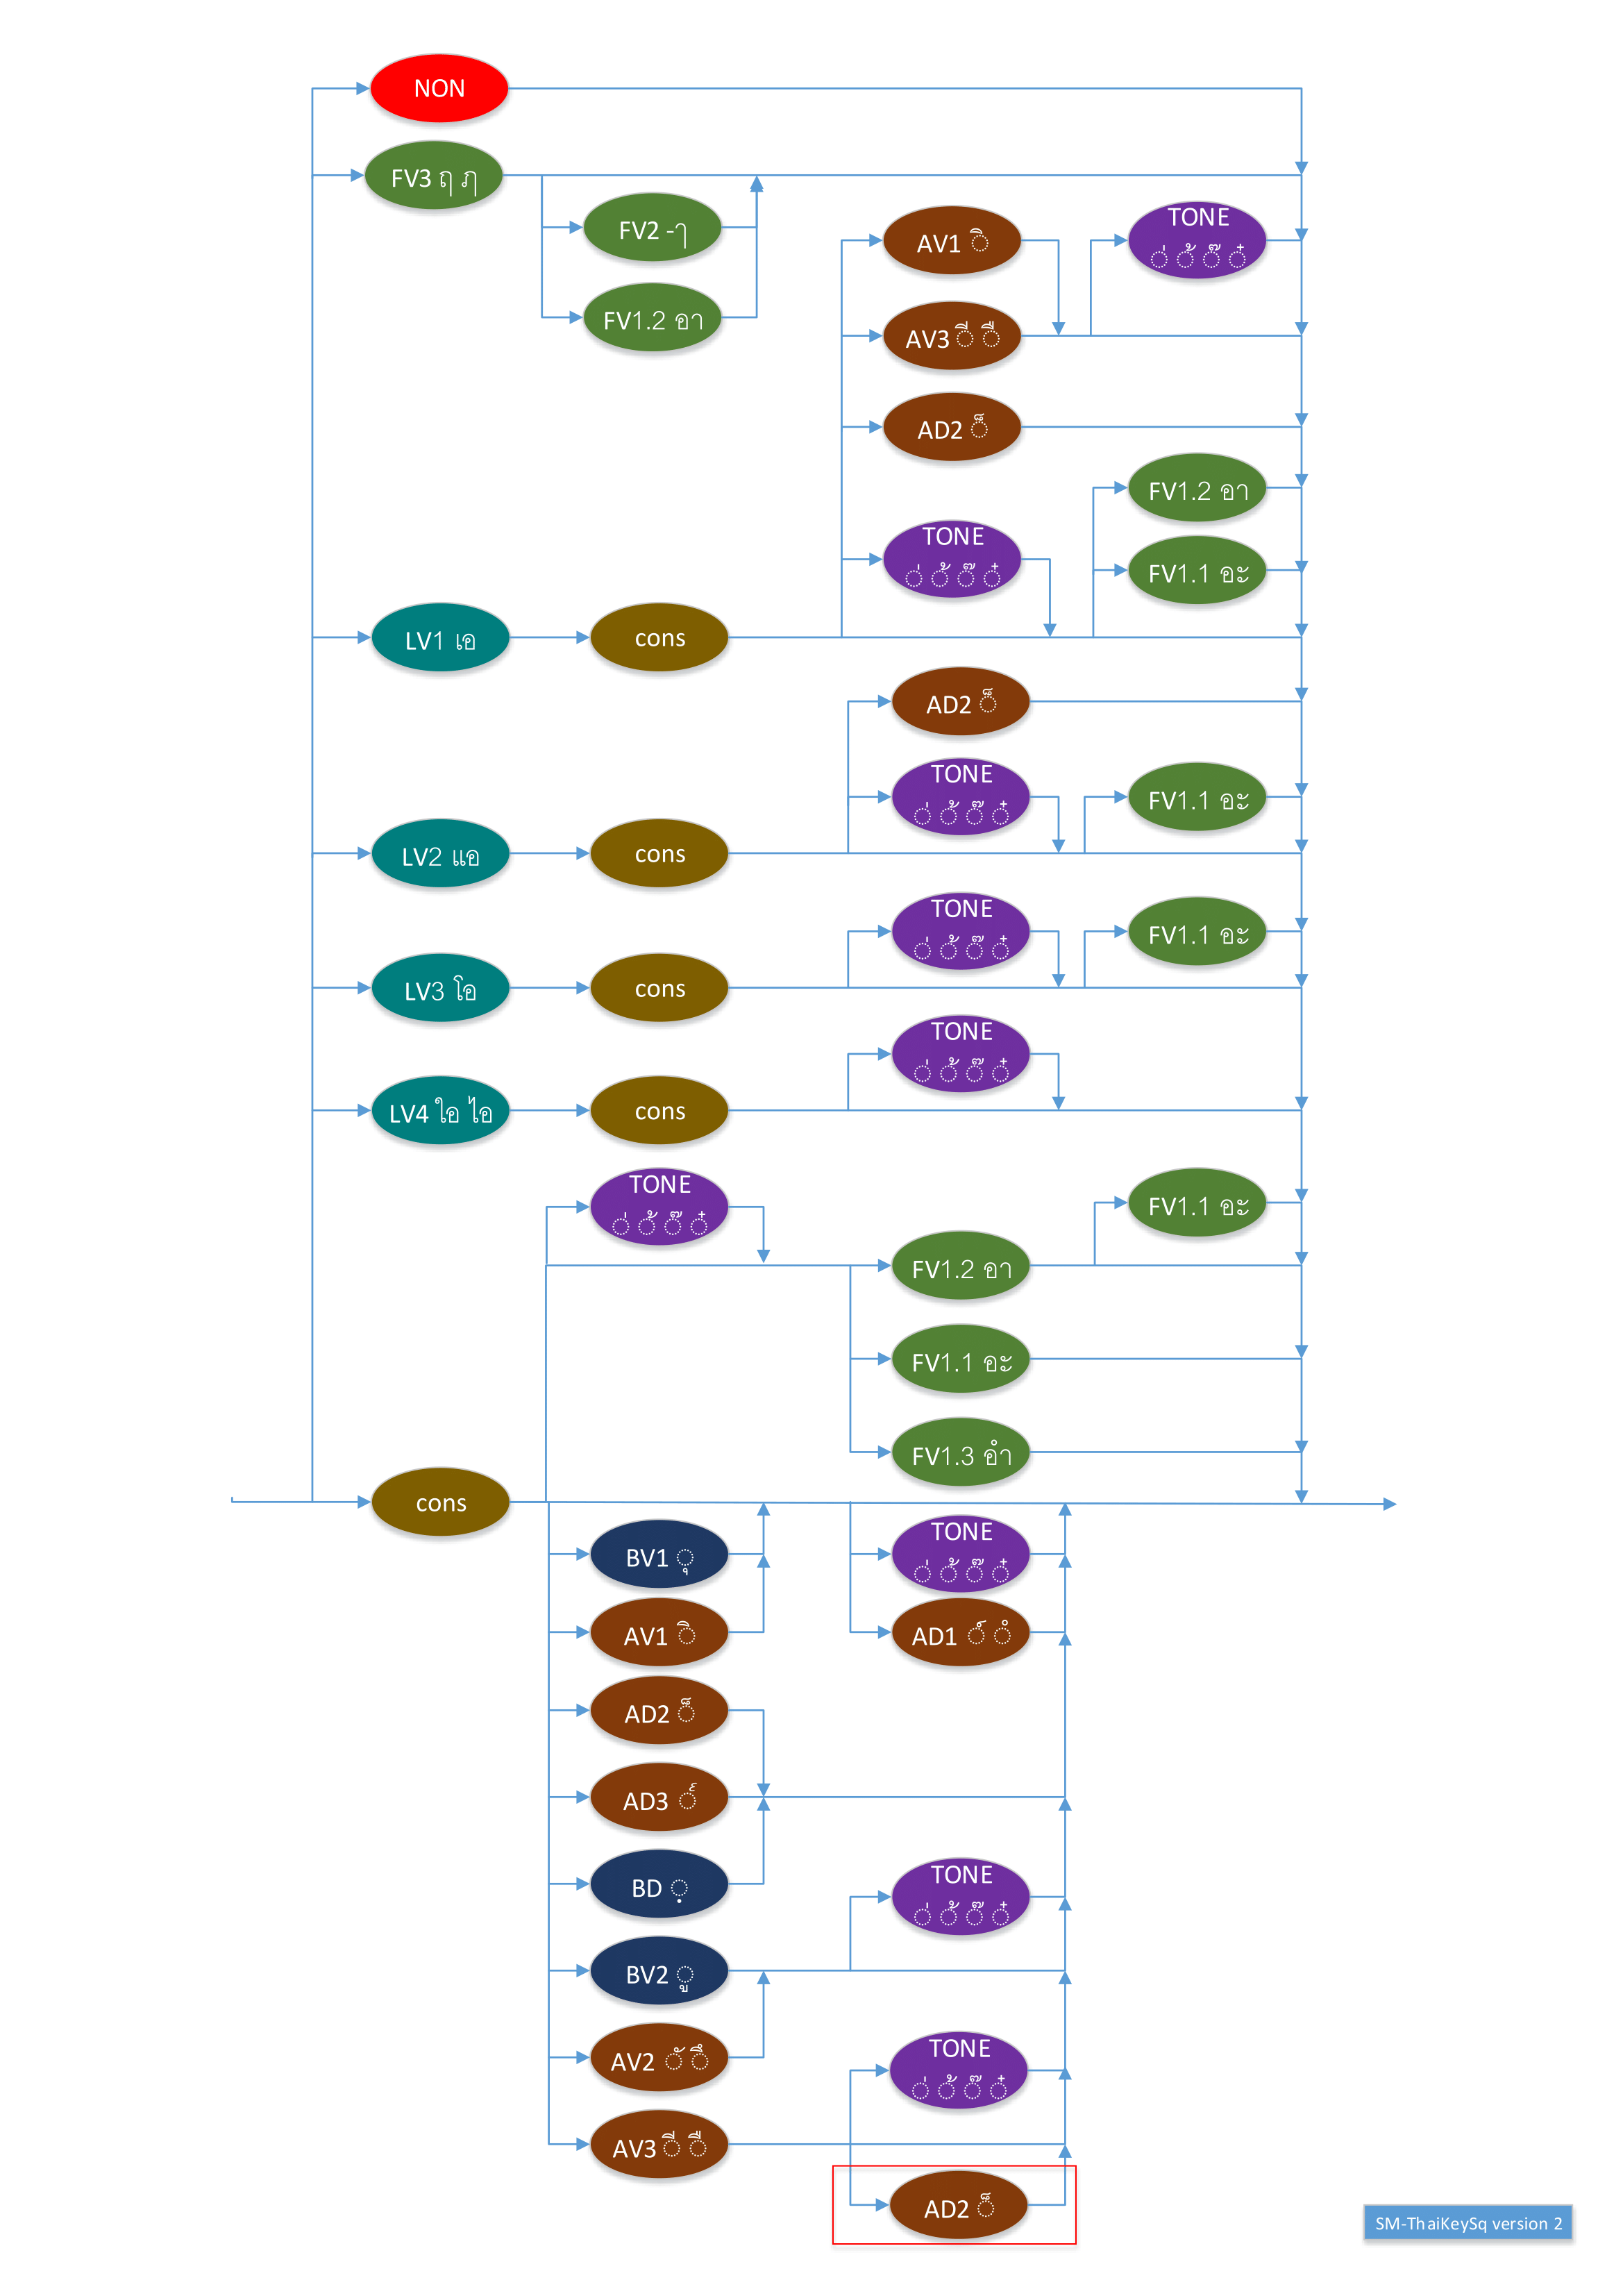 NON
FV3 ฤ ฦ
FV2 -ๅ
FV1.2 อา
AV1 ◌ิ
TONE
◌่ ◌้ ◌๊ ◌๋
AV3 ◌ี ◌ื
AD2 ◌็
FV1.2 อา
TONE
◌่ ◌้ ◌๊ ◌๋
FV1.1 อะ
LV1 เอ
cons
AD2 ◌็
TONE
◌่ ◌้ ◌๊ ◌๋
FV1.1 อะ
LV2 แอ
cons
TONE
◌่ ◌้ ◌๊ ◌๋
FV1.1 อะ
LV3 โอ
cons
TONE
◌่ ◌้ ◌๊ ◌๋
LV4 ใอ ไอ
cons
TONE
◌่ ◌้ ◌๊ ◌๋
FV1.1 อะ
FV1.2 อา
FV1.1 อะ
FV1.3 อำ
cons
BV1 ◌ุ
TONE
◌่ ◌้ ◌๊ ◌๋
AV1 ◌ิ
AD1 ◌์ ◌ํ
AD2 ◌็
AD3 ◌๎
BD ◌ฺ
TONE
◌่ ◌้ ◌๊ ◌๋
BV2 ◌ู
AV2 ◌ั ◌ึ
TONE
◌่ ◌้ ◌๊ ◌๋
AV3 ◌ี ◌ื
AD2 ◌็
SM-ThaiKeySq version 2